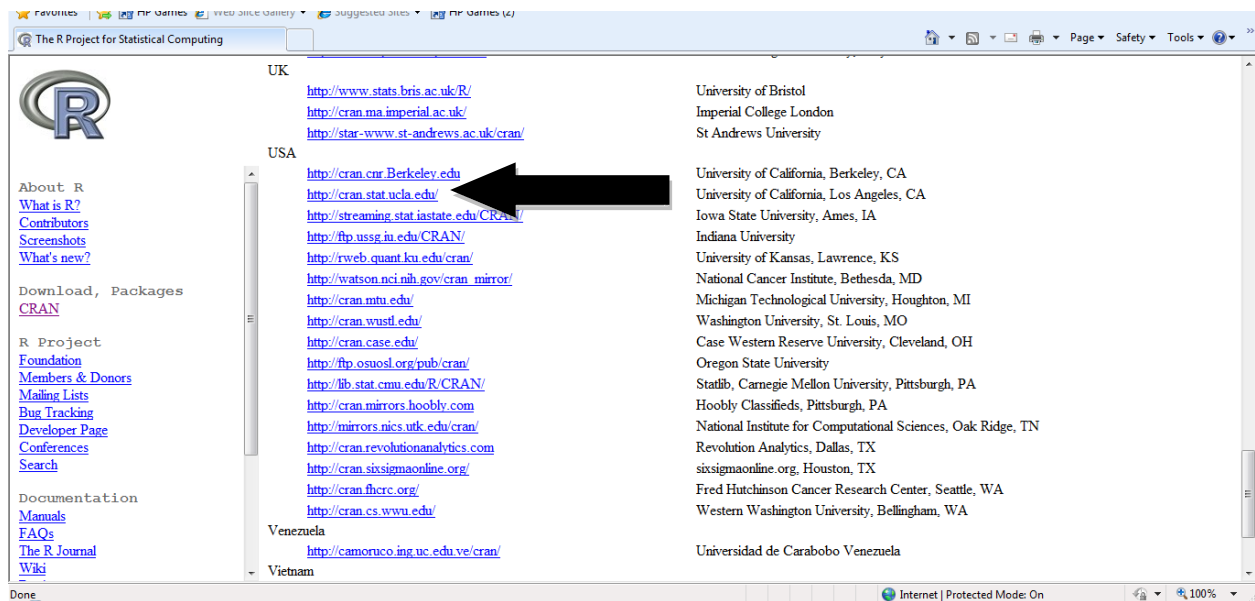 Favorites HP Games Web Slice Gallery Suggested Sites HP Games (2)
The R Project for Statistical Computing
Page Safety Tools
R
About R
What is R?
Contributors
Screenshots
What's new?
Download, Packages
CRAN
R Project
Foundation
Members & Donors
Mailing Lists
Bug Tracking
Developer Page
Conferences
Search
Documentation
Manuals
FAQs
The R Journal
Wiki
UK
http://www.stats.bris.ac.uk/R/ University of Bristol
http://cran.ma.imperial.ac.uk/ Imperial College London
http://star-www.st-andrews.ac.uk/cran/ St Andrews University
USA
http://cran.cnr.Berkeley.edu University of California, Berkeley, CA
http://cran.stat.ucla.edu/ University of California, Los Angeles, CA
http://streaming.stat.iastate.edu/CRAN/ Iowa State University, Ames, IA
http://ftp.ussg.iu.edu/CRAN/ Indiana University
http://rweb.quant.ku.edu/cran/ University of Kansas, Lawrence, KS
http://watson.nci.nih.gov/cran_mirror/ National Cancer Institute, Bethesda, MD
http://cran.mtu.edu/ Michigan Technological University, Houghton, MI
http://cran.wustl.edu/ Washington University, St. Louis, MO
http://cran.case.edu/ Case Western Reserve University, Cleveland, OH
http://ftp.osuosl.org/pub/cran/ Oregon State University
http://lib.stat.cmu.edu/R/CRAN/ Statlib, Carnegie Mellon University, Pittsburgh, PA
http://cran.mirrors.hoobly.com Hoobly Classifieds, Pittsburgh, PA
http://mirrors.nics.utk.edu/cran/ National Institute for Computational Sciences, Oak Ridge, TN
http://cran.revolutionanalytics.com Revolution Analytics, Dallas, TX
http://cran.sixsigmaonline.org/ sixsigmaonline.org, Houston, TX
http://cran.fhcrc.org/ Fred Hutchinson Cancer Research Center, Seattle, WA
http://cran.cs.wwu.edu/ Western Washington University, Bellingham, WA
Venezuela
http://camoruco.ing.uc.edu.ve/cran/ Universidad de Carabobo Venezuela
Vietnam
Done Internet | Protected Mode: On 100%